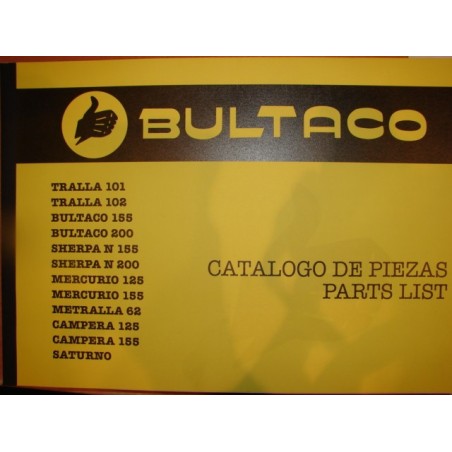 BULTACO
TRALLA 101
TRALLA 102
BULTACO 155
BULTACO 200
SHERPA N 155
SHERPA N 200
MERCURIO 125
MERCURIO 155
METRALLA 62
CAMPERA 125
CAMPERA 155
SATURNO
CATALOGO DE PIEZAS
PARTS LIST